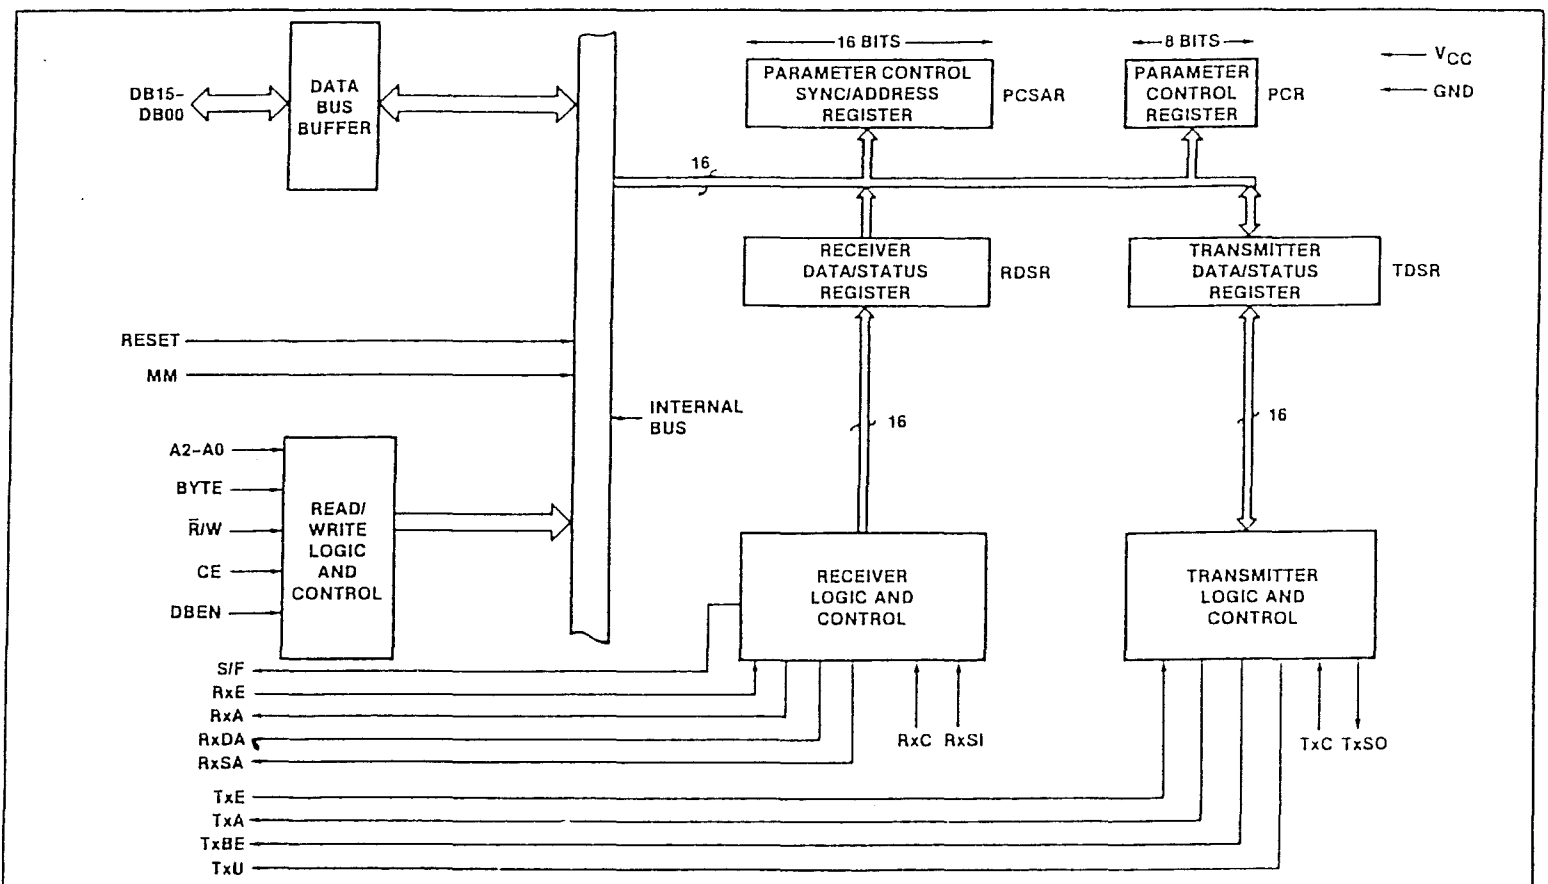 16 BITS
8 BITS
VCC
GND
DB15-
DB00
DATA
BUS
BUFFER
PARAMETER CONTROL
SYNC/ADDRESS
REGISTER
PCSAR
PARAMETER
CONTROL
REGISTER
PCR
16
RECEIVER
DATA/STATUS
REGISTER
RDSR
TRANSMITTER
DATA/STATUS
REGISTER
TDSR
RESET
MM
INTERNAL
BUS
16
16
A2-A0
BYTE
R̅/W
CE
DBEN
READ/
WRITE
LOGIC
AND
CONTROL
RECEIVER
LOGIC AND
CONTROL
TRANSMITTER
LOGIC AND
CONTROL
S/F
RxE
RxA
RxDA
RxSA
RxC RxSI
TxC TxSO
TxE
TxA
TxBE
TxU